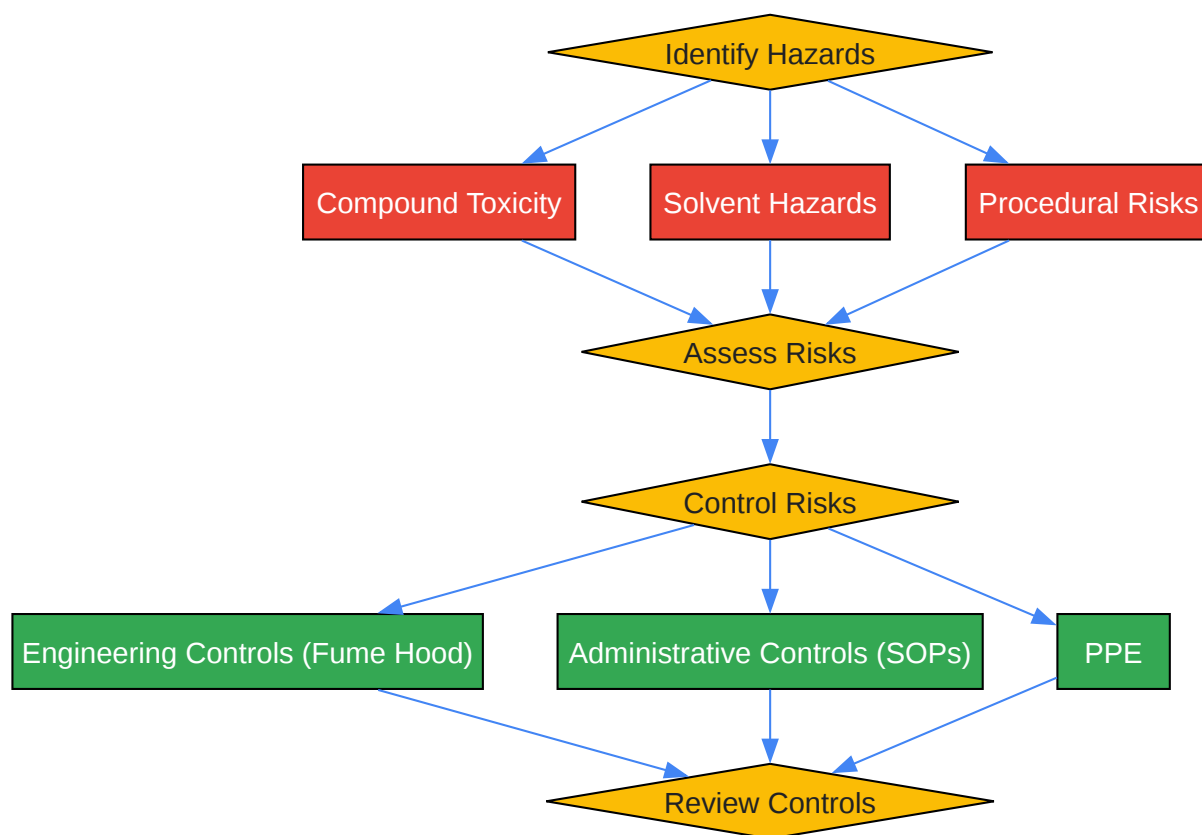 Identify Hazards
Compound Toxicity
Solvent Hazards
Procedural Risks
Assess Risks
Control Risks
Engineering Controls (Fume Hood)
Administrative Controls (SOPs)
PPE
Review Controls